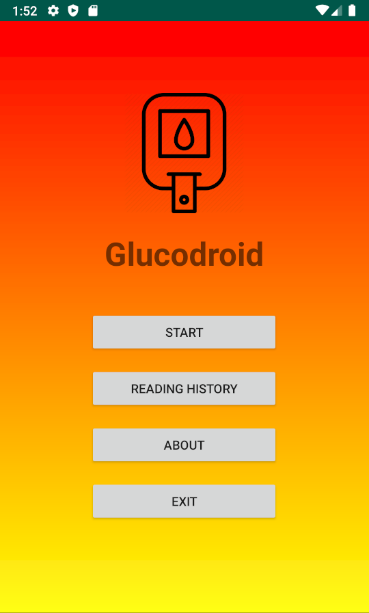 1:52
Glucodroid
START
READING HISTORY
ABOUT
EXIT